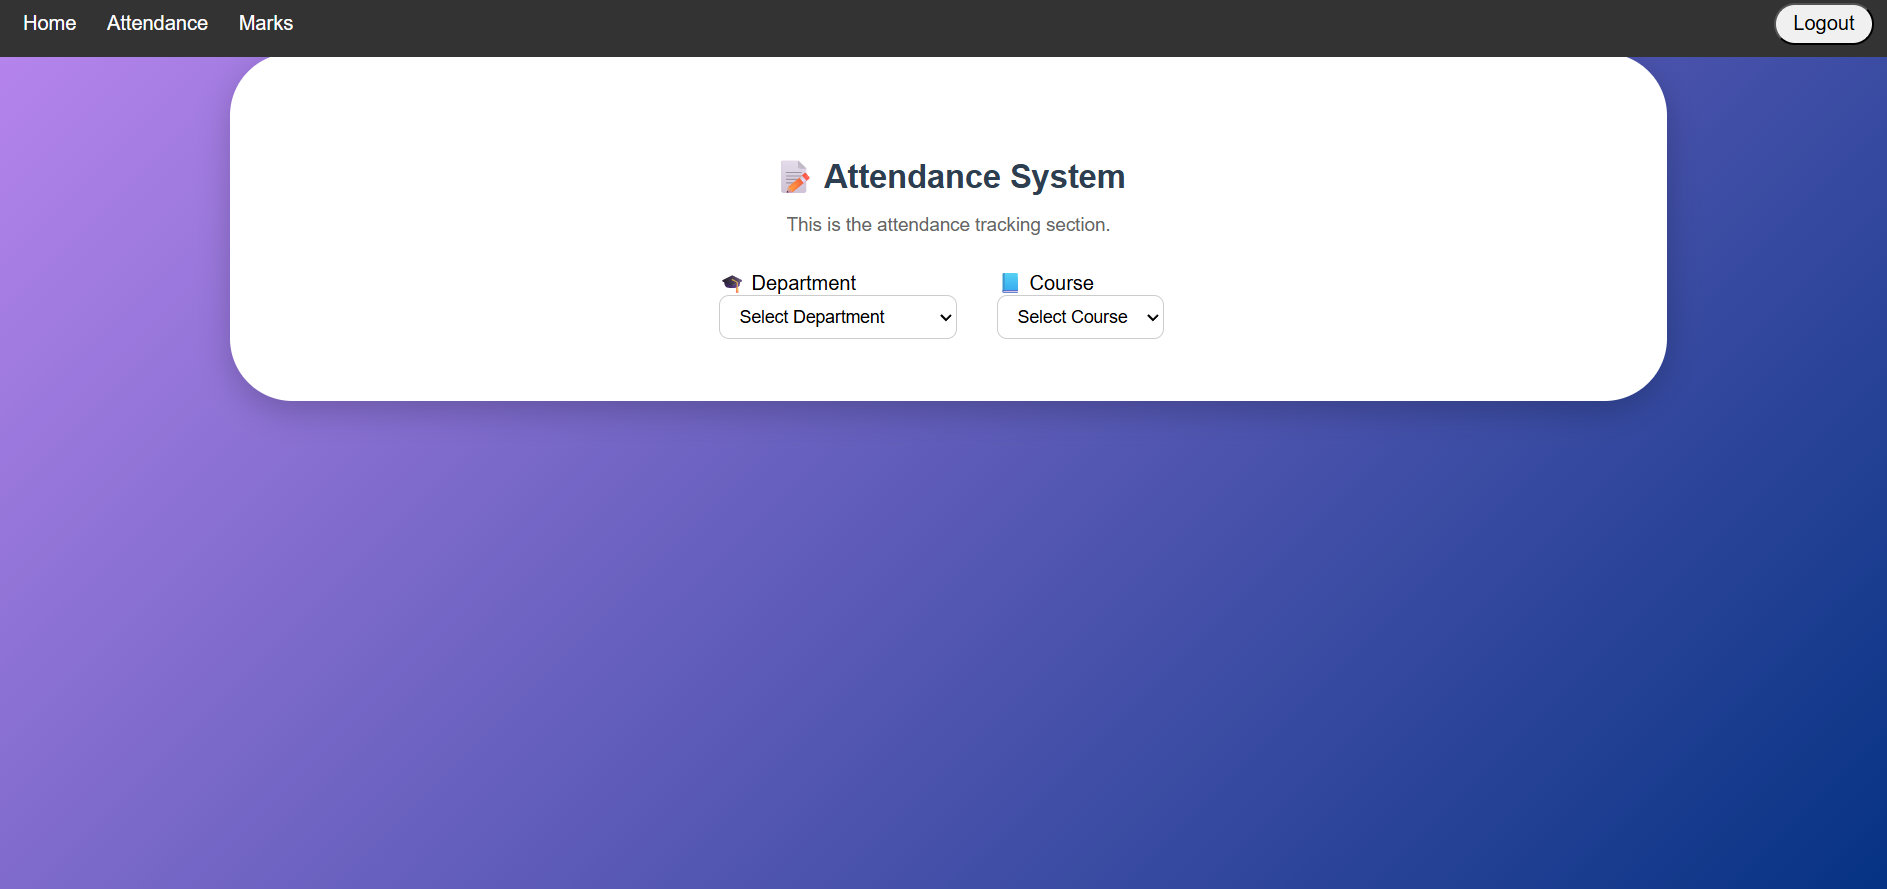 Home Attendance Marks Logout
Attendance System
This is the attendance tracking section.
Department Course
Select Department Select Course